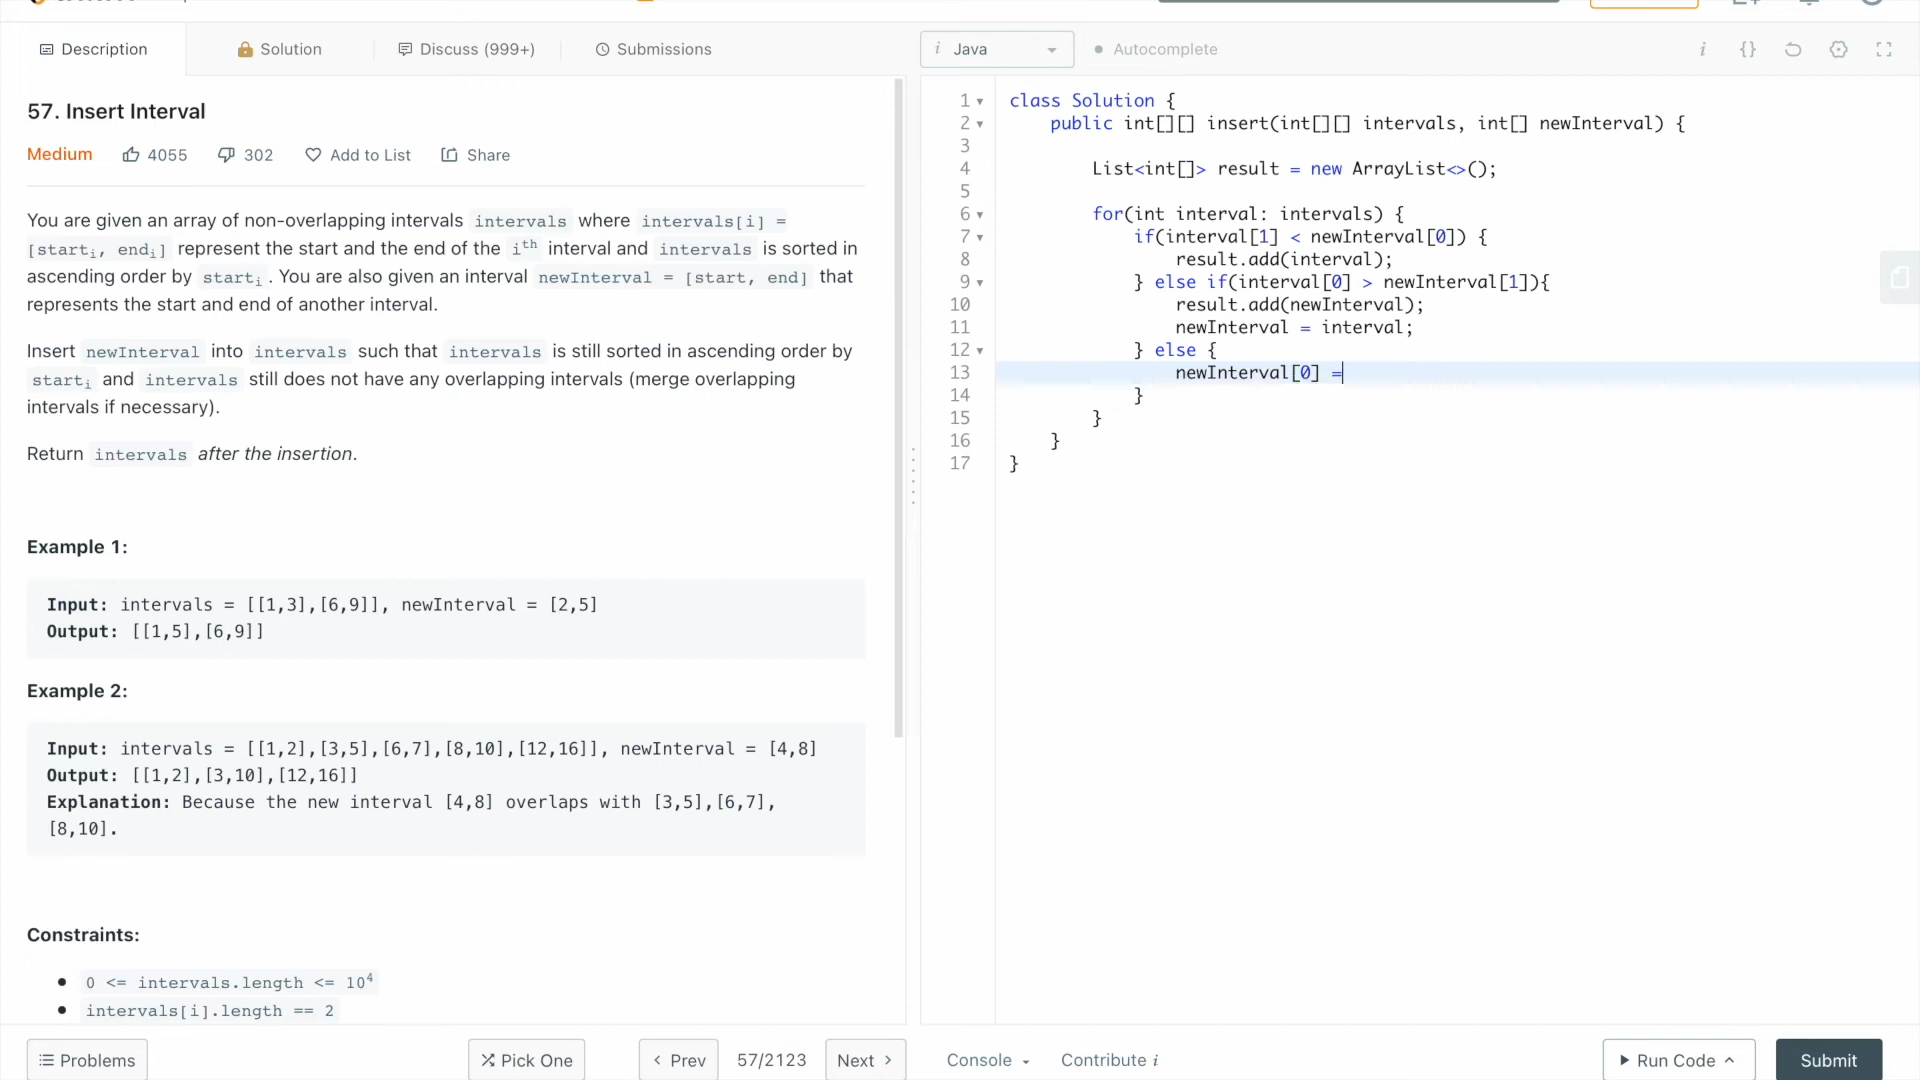 Description
Solution
Discuss (999+)
Submissions
i Java
Autocomplete
i {}
57. Insert Interval
Medium 4055 302 Add to List Share
You are given an array of non-overlapping intervals intervals where intervals[i] =
[starti, endi] represent the start and the end of the ith interval and intervals is sorted in
ascending order by starti. You are also given an interval newInterval = [start, end] that
represents the start and end of another interval.
Insert newInterval into intervals such that intervals is still sorted in ascending order by
starti and intervals still does not have any overlapping intervals (merge overlapping
intervals if necessary).
Return intervals after the insertion.
Example 1:
Input: intervals = [[1,3],[6,9]], newInterval = [2,5]
Output: [[1,5],[6,9]]
Example 2:
Input: intervals = [[1,2],[3,5],[6,7],[8,10],[12,16]], newInterval = [4,8]
Output: [[1,2],[3,10],[12,16]]
Explanation: Because the new interval [4,8] overlaps with [3,5],[6,7],
[8,10].
Constraints:
0 <= intervals.length <= 10^4
intervals[i].length == 2
1 class Solution {
2 public int[][] insert(int[][] intervals, int[] newInterval) {
3
4 List<int[]> result = new ArrayList<>();
5
6 for(int interval: intervals) {
7 if(interval[1] < newInterval[0]) {
8 result.add(interval);
9 } else if(interval[0] > newInterval[1]){
10 result.add(newInterval);
11 newInterval = interval;
12 } else {
13 newInterval[0] =
14 }
15 }
16 }
17 }
Problems
Pick One
Prev
57/2123
Next
Console
Contribute i
Run Code
Submit